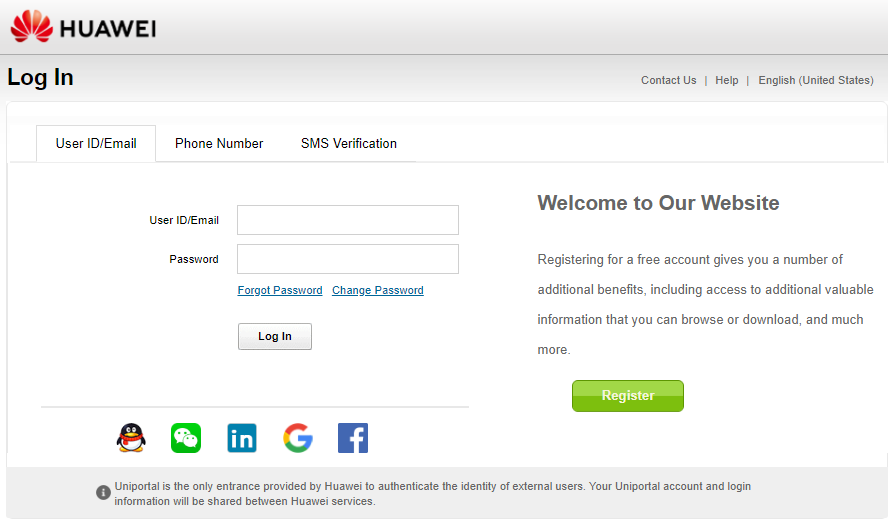 HUAWEI
Log In
Contact Us | Help | English (United States)
User ID/Email
Phone Number
SMS Verification
User ID/Email
Password
Forgot Password Change Password
Log In
Welcome to Our Website
Registering for a free account gives you a number of
additional benefits, including access to additional valuable
information that you can browse or download, and much
more.
Register
in
Uniportal is the only entrance provided by Huawei to authenticate the identity of external users. Your Uniportal account and login
information will be shared between Huawei services.